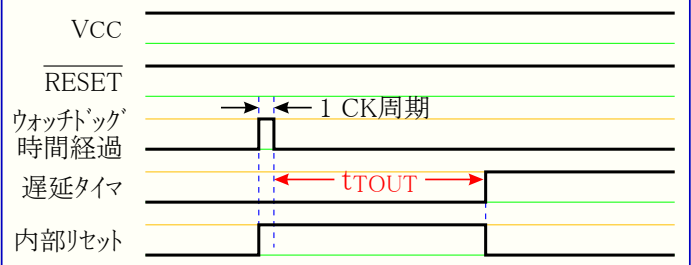 VCC
RESET
1 CK周期
ウォッチドッグ
時間経過
遅延タイマ
tTOUT
内部リセット